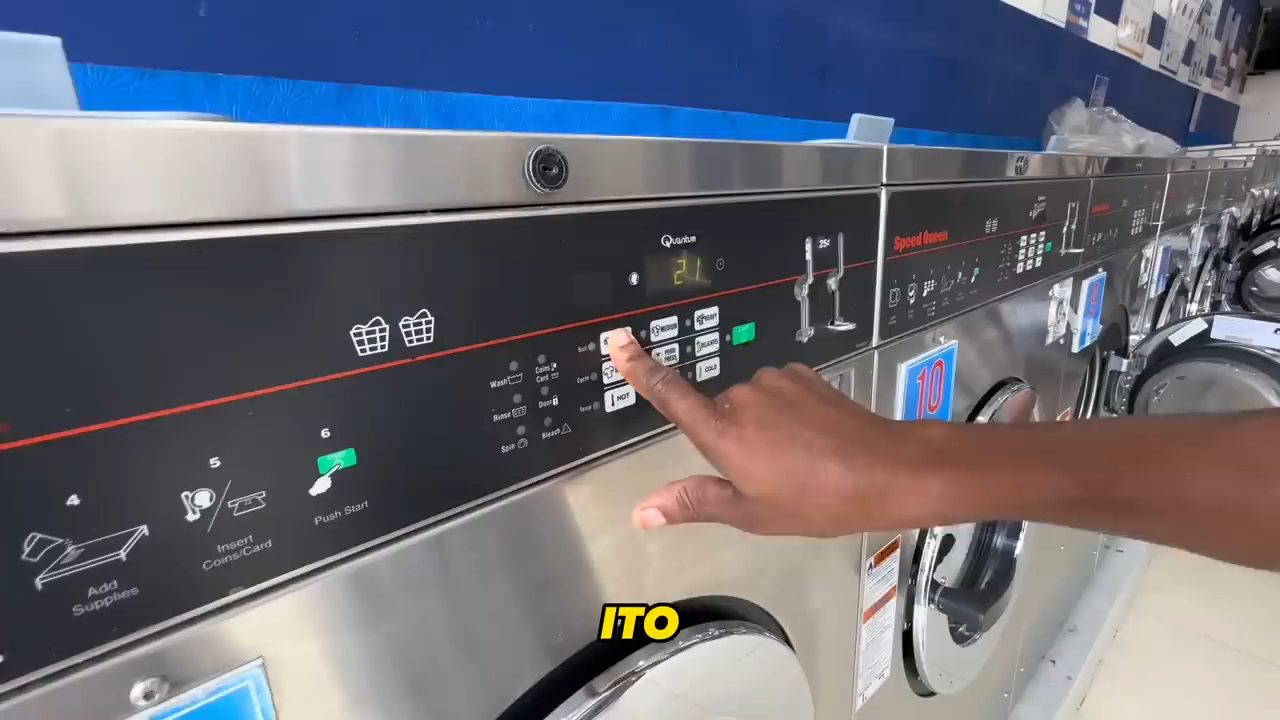 Quantum
21
25¢
Speed Queen
Soil
MEDIUM
HEAVY
Cycle
PERM PRESS
DELICATES
Temp
HOT
COLD
Wash
Coins
Card
Rinse
Door
Spin
Bleach
4
Add
Supplies
5
Insert
Coins/Card
6
Push Start
10
ITO